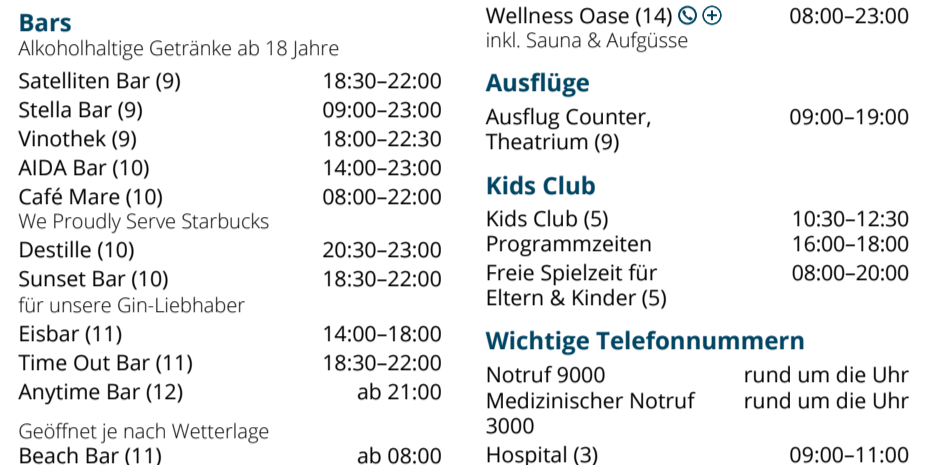 Bars
Alkoholhaltige Getränke ab 18 Jahre
Satelliten Bar (9) 18:30–22:00
Stella Bar (9) 09:00–23:00
Vinothek (9) 18:00–22:30
AIDA Bar (10) 14:00–23:00
Café Mare (10) 08:00–22:00
We Proudly Serve Starbucks
Destille (10) 20:30–23:00
Sunset Bar (10) 18:30–22:00
für unsere Gin-Liebhaber
Eisbar (11) 14:00–18:00
Time Out Bar (11) 18:30–22:00
Anytime Bar (12) ab 21:00
Geöffnet je nach Wetterlage
Beach Bar (11) ab 08:00
Wellness Oase (14) 08:00–23:00
inkl. Sauna & Aufgüsse
Ausflüge
Ausflug Counter, 09:00–19:00
Theatrium (9)
Kids Club
Kids Club (5) 10:30–12:30
Programmzeiten 16:00–18:00
Freie Spielzeit für 08:00–20:00
Eltern & Kinder (5)
Wichtige Telefonnummern
Notruf 9000 rund um die Uhr
Medizinischer Notruf rund um die Uhr
3000
Hospital (3) 09:00–11:00